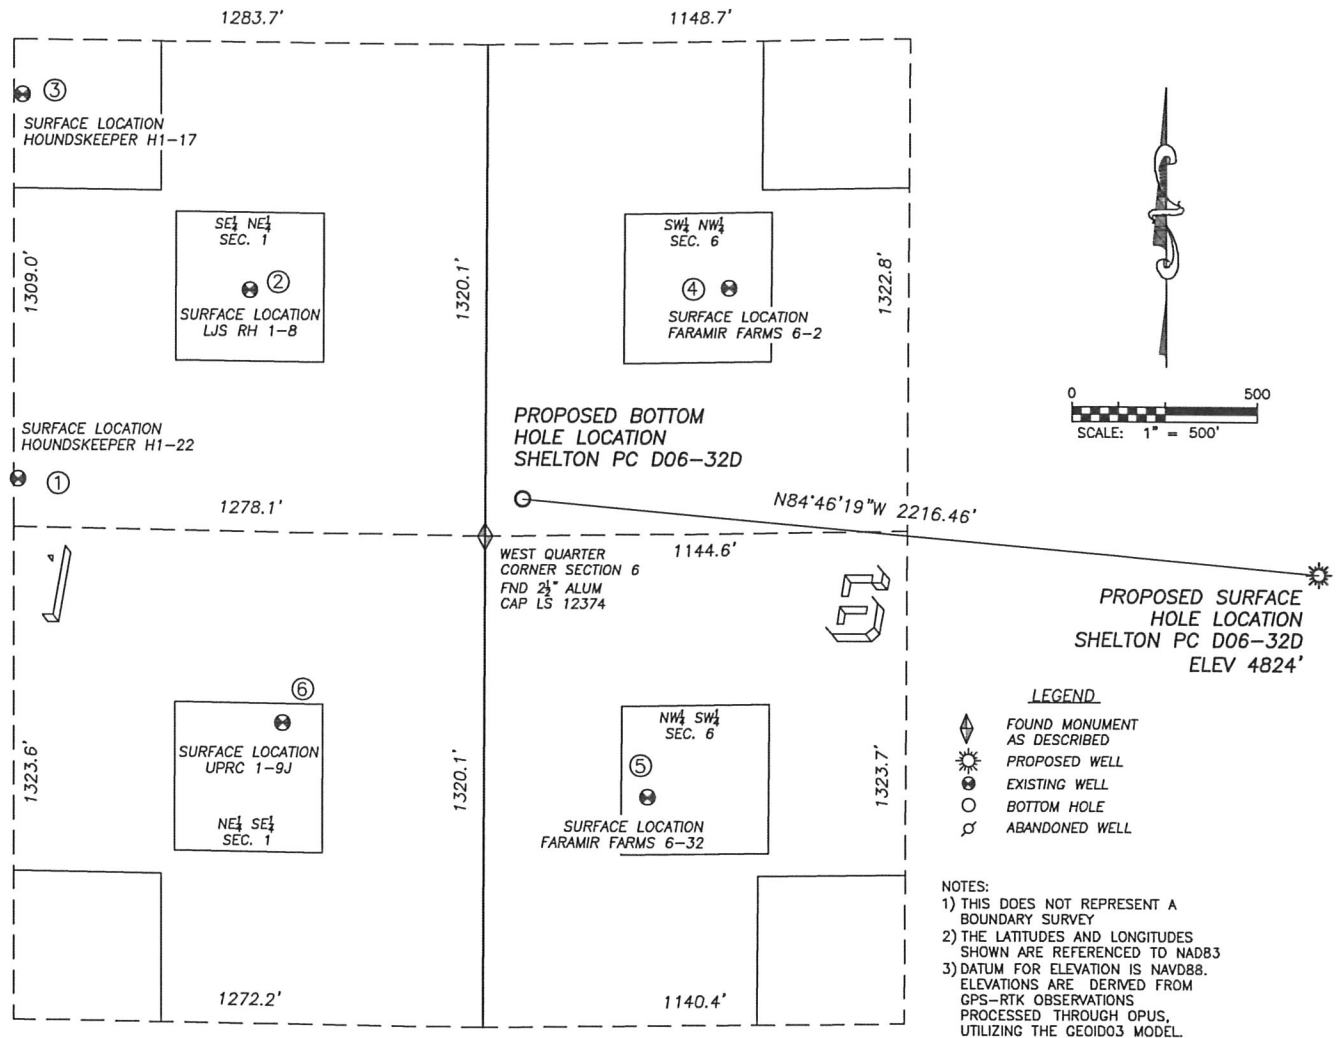 1283.7'
1148.7'
③
SURFACE LOCATION
HOUNDSKEEPER H1-17
SE¼ NE¼
SEC. 1
②
SURFACE LOCATION
LJS RH 1-8
1309.0'
1320.1'
SW¼ NW¼
SEC. 6
④
SURFACE LOCATION
FARAMIR FARMS 6-2
1322.8'
0 500
SCALE: 1" = 500'
SURFACE LOCATION
HOUNDSKEEPER H1-22
①
1278.1'
PROPOSED BOTTOM
HOLE LOCATION
SHELTON PC D06-32D
N84°46'19"W 2216.46'
WEST QUARTER
CORNER SECTION 6
FND 2½" ALUM
CAP LS 12374
1144.6'
1
6
PROPOSED SURFACE
HOLE LOCATION
SHELTON PC D06-32D
ELEV 4824'
⑥
SURFACE LOCATION
UPRC 1-9J
NE¼ SE¼
SEC. 1
1323.6'
1320.1'
NW¼ SW¼
SEC. 6
⑤
SURFACE LOCATION
FARAMIR FARMS 6-32
1323.7'
1272.2'
1140.4'
LEGEND
FOUND MONUMENT
AS DESCRIBED
PROPOSED WELL
EXISTING WELL
BOTTOM HOLE
ABANDONED WELL
NOTES:
1) THIS DOES NOT REPRESENT A
BOUNDARY SURVEY
2) THE LATITUDES AND LONGITUDES
SHOWN ARE REFERENCED TO NAD83
3) DATUM FOR ELEVATION IS NAVD88.
ELEVATIONS ARE DERIVED FROM
GPS-RTK OBSERVATIONS
PROCESSED THROUGH OPUS,
UTILIZING THE GEOID03 MODEL.